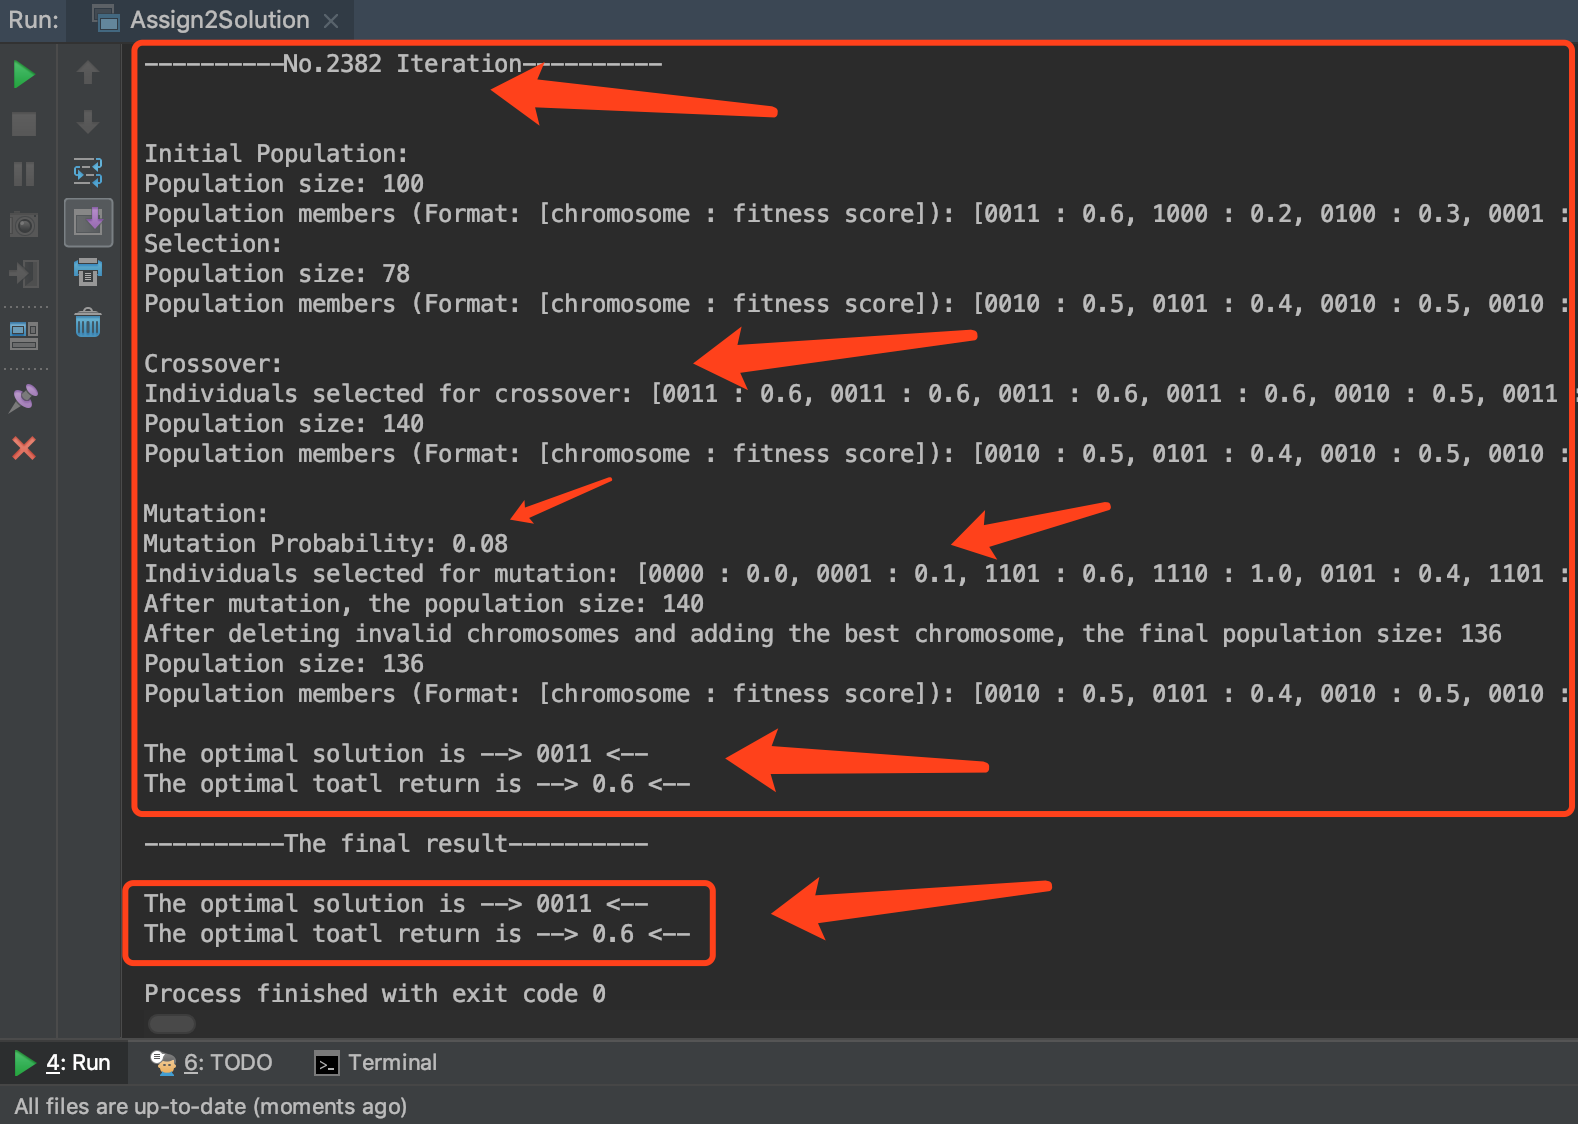 Run: Assign2Solution
----------No.2382 Iteration----------
Initial Population:
Population size: 100
Population members (Format: [chromosome : fitness score]): [0011 : 0.6, 1000 : 0.2, 0100 : 0.3, 0001 :
Selection:
Population size: 78
Population members (Format: [chromosome : fitness score]): [0010 : 0.5, 0101 : 0.4, 0010 : 0.5, 0010 :
Crossover:
Individuals selected for crossover: [0011 : 0.6, 0011 : 0.6, 0011 : 0.6, 0011 : 0.6, 0010 : 0.5, 0011 :
Population size: 140
Population members (Format: [chromosome : fitness score]): [0010 : 0.5, 0101 : 0.4, 0010 : 0.5, 0010 :
Mutation:
Mutation Probability: 0.08
Individuals selected for mutation: [0000 : 0.0, 0001 : 0.1, 1101 : 0.6, 1110 : 1.0, 0101 : 0.4, 1101 :
After mutation, the population size: 140
After deleting invalid chromosomes and adding the best chromosome, the final population size: 136
Population size: 136
Population members (Format: [chromosome : fitness score]): [0010 : 0.5, 0101 : 0.4, 0010 : 0.5, 0010 :
The optimal solution is --> 0011 <--
The optimal toatl return is --> 0.6 <--
----------The final result----------
The optimal solution is --> 0011 <--
The optimal toatl return is --> 0.6 <--
Process finished with exit code 0
4: Run 6: TODO Terminal
All files are up-to-date (moments ago)